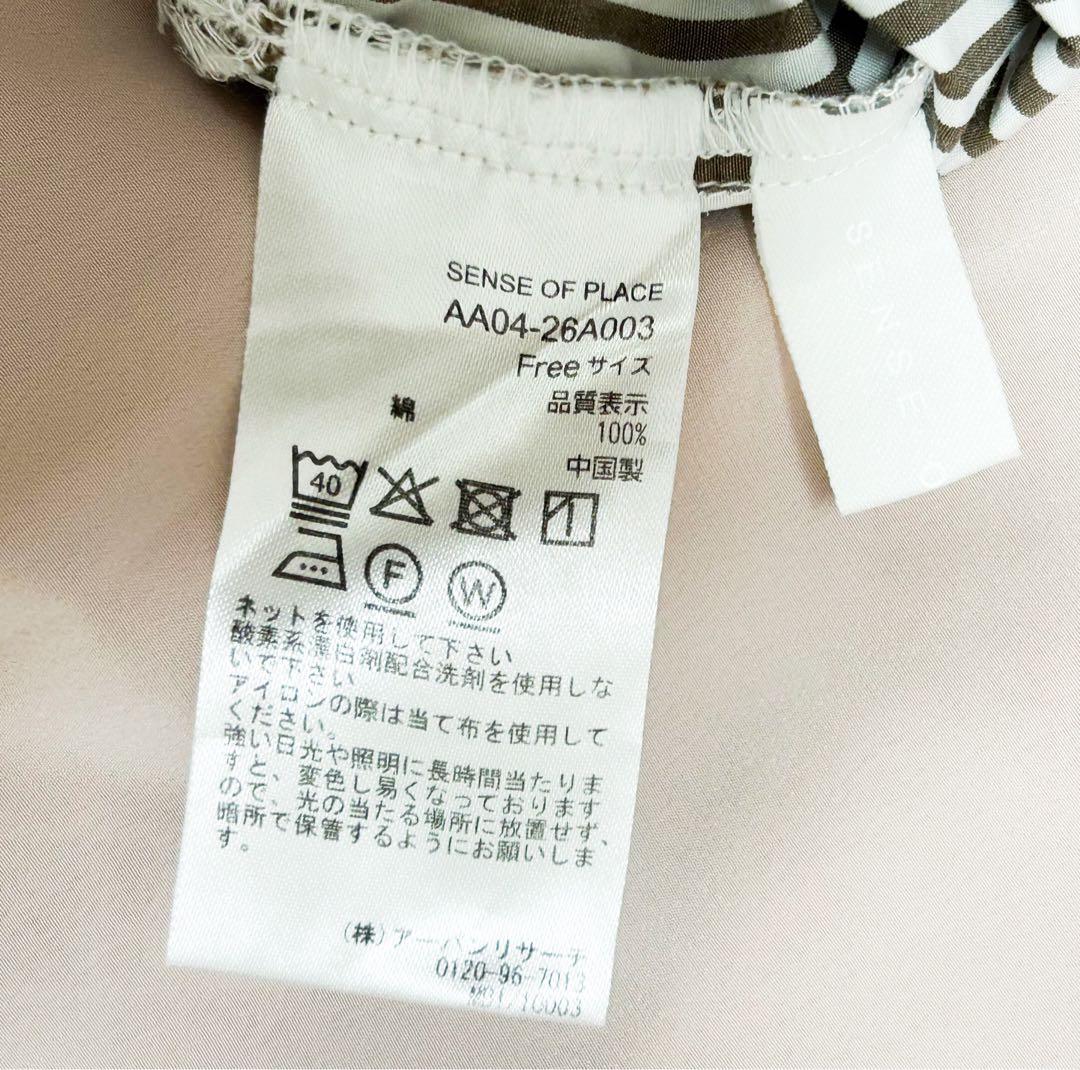 SENSE OF PLACE
AA04-26A003
Freeサイズ
品質表示
綿 100%
中国製
40
F W
ネットを使用して下さい
酸素系漂白剤配合洗剤を使用しな
いで下さい
アイロンの際は当て布を使用して
ください。
強い日光や照明に長時間当たりま
すと、変色し易くなっております
ので、光の当たる場所に放置せず、
暗所で保管するようにお願いしま
す。
(株)アーバンリサーチ
0120-96-7013
SENSE O